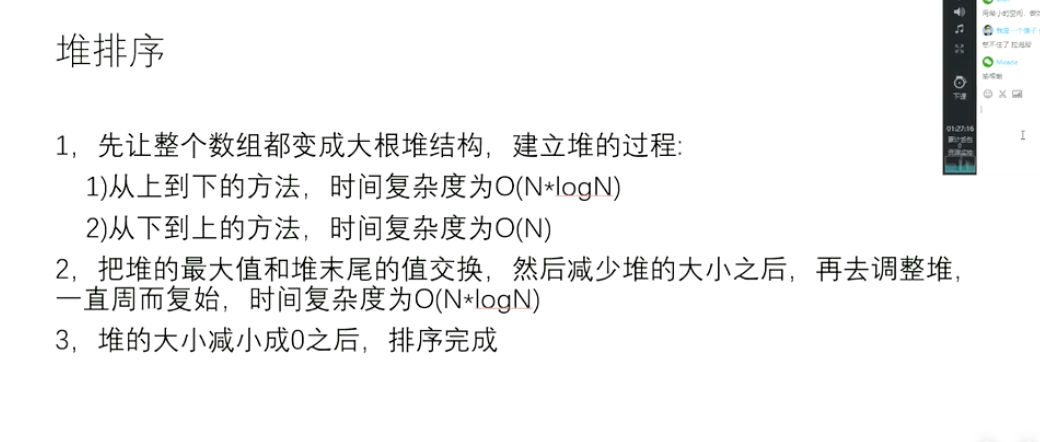 堆排序
1，先让整个数组都变成大根堆结构，建立堆的过程:
1)从上到下的方法，时间复杂度为O(N*logN)
2)从下到上的方法，时间复杂度为O(N)
2，把堆的最大值和堆末尾的值交换，然后减少堆的大小之后，再去调整堆，
一直周而复始，时间复杂度为O(N*logN)
3，堆的大小减小成0之后，排序完成
下课
01:27:16